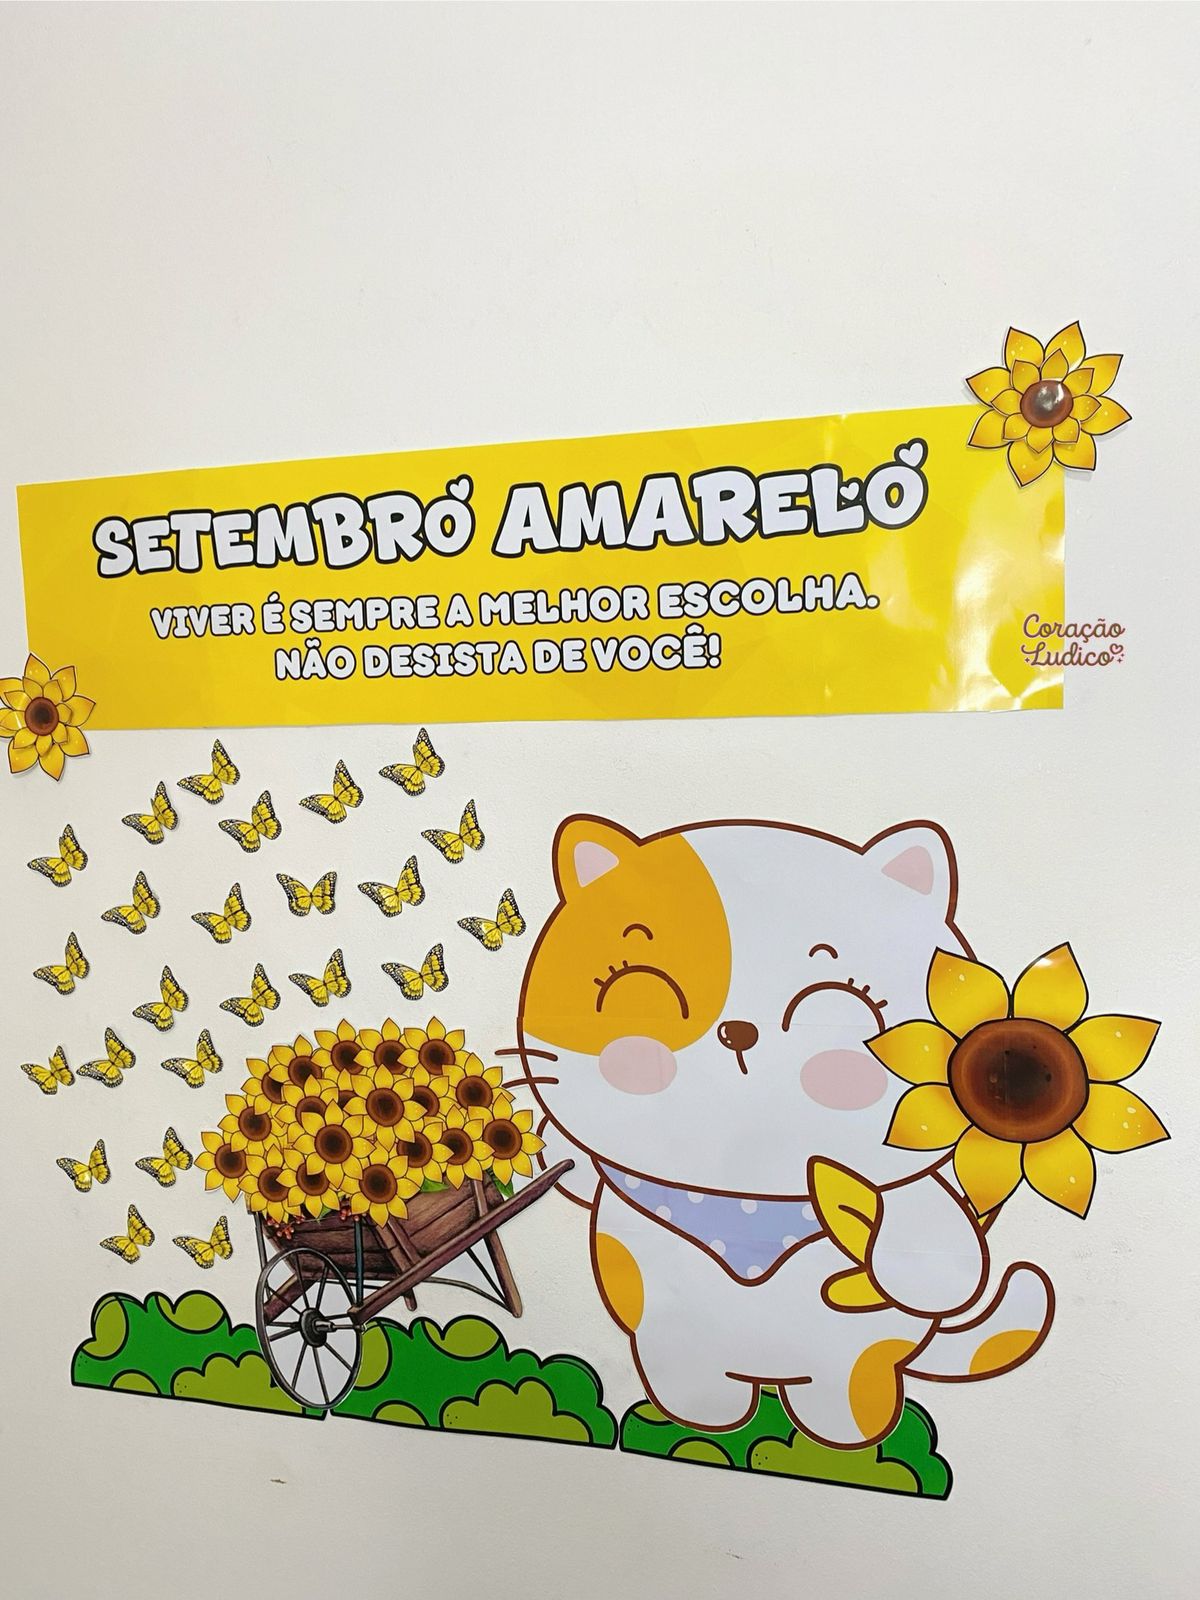 SETEMBRO AMARELO
VIVER É SEMPRE A MELHOR ESCOLHA.
NÃO DESISTA DE VOCÊ!
Coração
Ludico